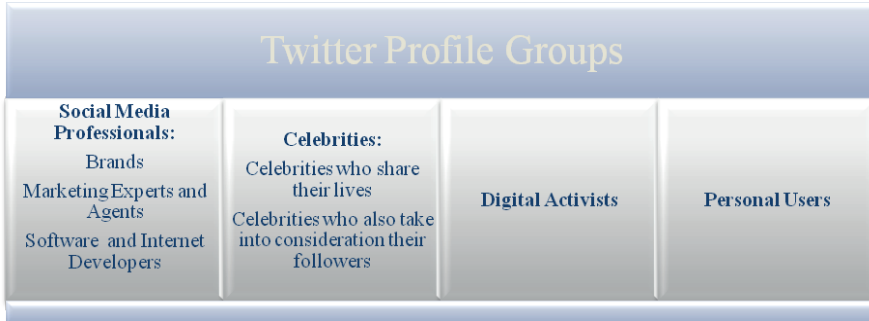 Twitter Profile Groups
Social Media
Professionals:
Brands
Marketing Experts and
Agents
Software and Internet
Developers
Celebrities:
Celebrities who share
their lives
Celebrities who also take
into consideration their
followers
Digital Activists
Personal Users